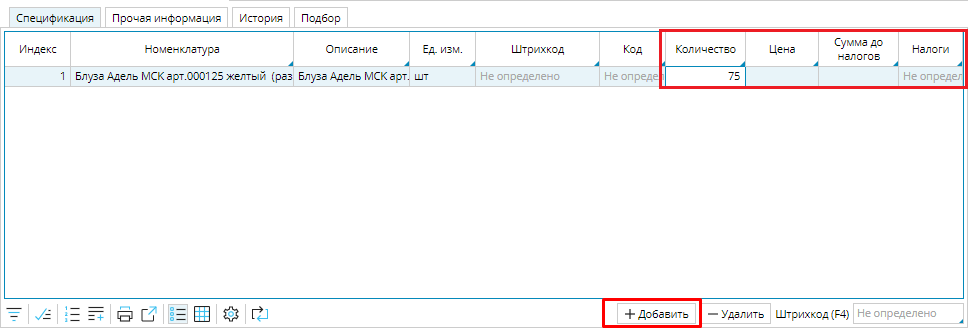 Спецификация Прочая информация История Подбор
Индекс Номенклатура Описание Ед. изм. Штрихкод Код Количество Цена Сумма до налогов Налоги
1 Блуза Адель МСК арт.000125 желтый (раз Блуза Адель МСК арт. шт Не определено Не определ 75 Не определ
+ Добавить — Удалить Штрихкод (F4) Не определено